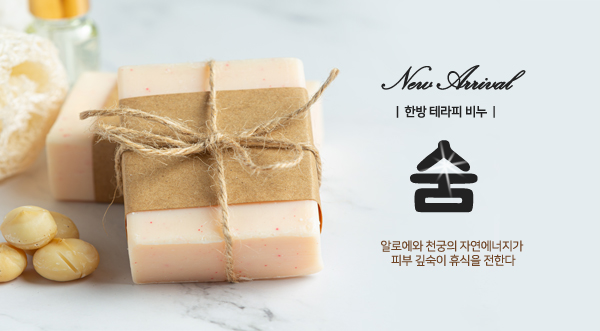 New Arrival
| 한방 테라피 비누 |
숨
알로에와 천궁의 자연에너지가
피부 깊숙이 휴식을 전한다